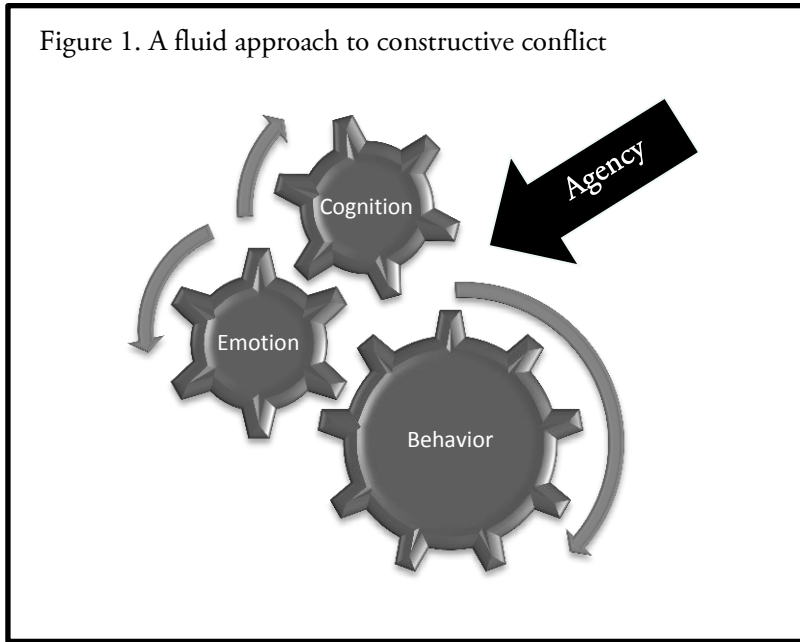 Figure 1. A fluid approach to constructive conflict
Agency
Cognition
Emotion
Behavior